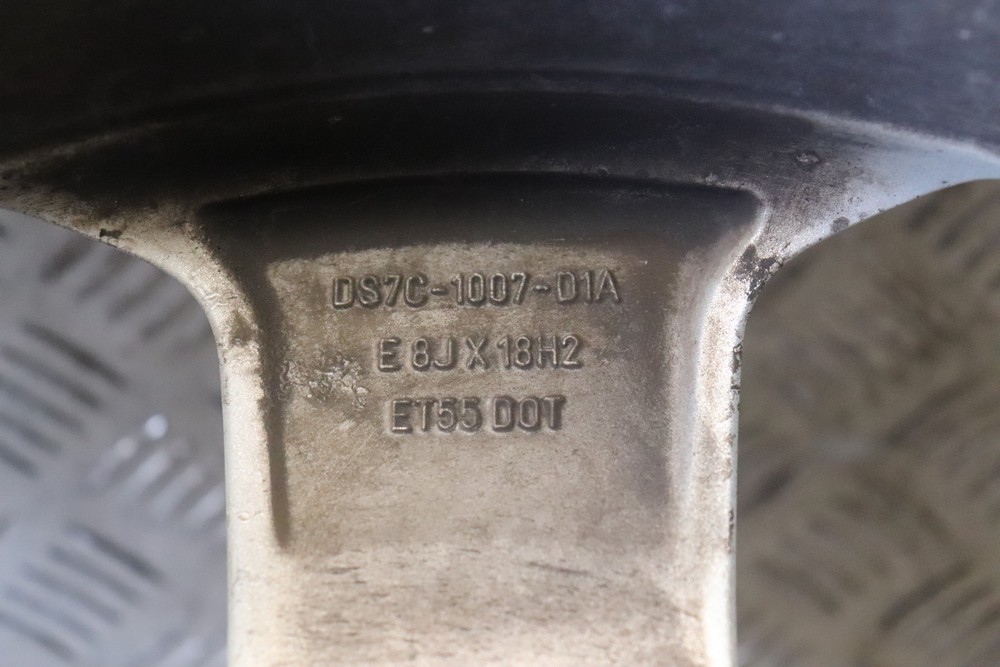 DS7C-1007-D1A
E 8J X 18H2
ET55 DOT